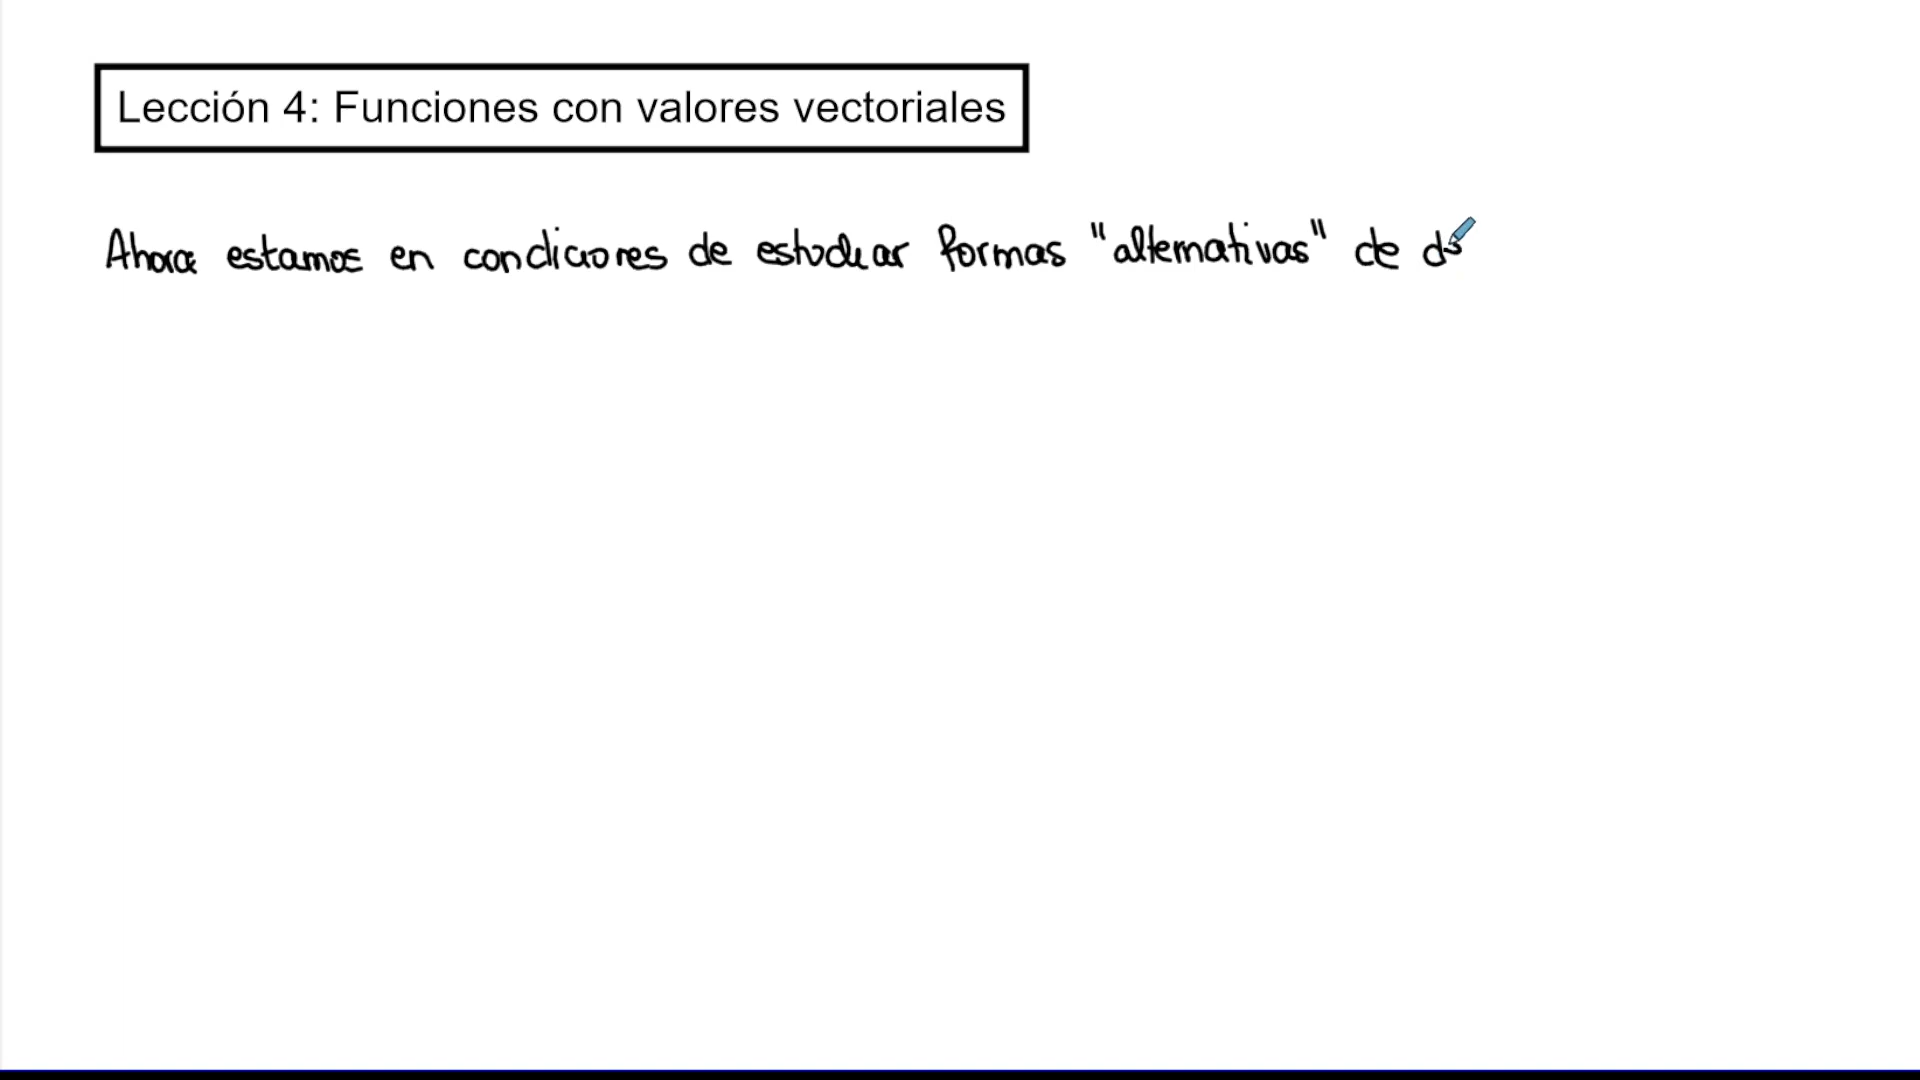 Lección 4: Funciones con valores vectoriales
Ahora estamos en condiciones de estudiar formas "alternativas" de